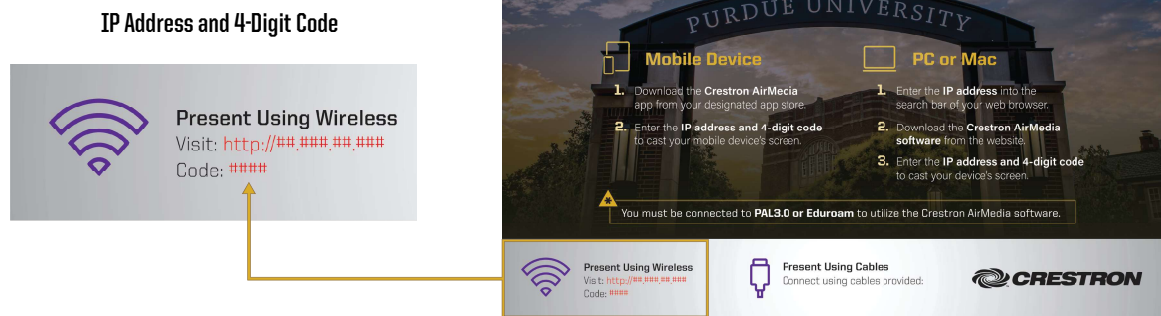 IP Address and 4-Digit Code
Present Using Wireless
Visit: http://##.###.##.###
Code: ####
PURDUE UNIVERSITY
Mobile Device
1. Download the Crestron AirMecia
app from your designated app store.
2. Enter the IP address and 4-digit code
to cast your mobile device's screen.
PC or Mac
1. Enter the IP address into the
search bar of your web browser.
2. Download the Crestron AirMedia
software from the website.
3. Enter the IP address and 4-digit code
to cast your device's screen.
You must be connected to PAL3.0 or Eduroam to utilize the Crestron AirMedia software.
Present Using Wireless
Visit: http://##.###.##.###
Code: ####
Fresent Using Cables
Connect using cables provided:
CRESTRON